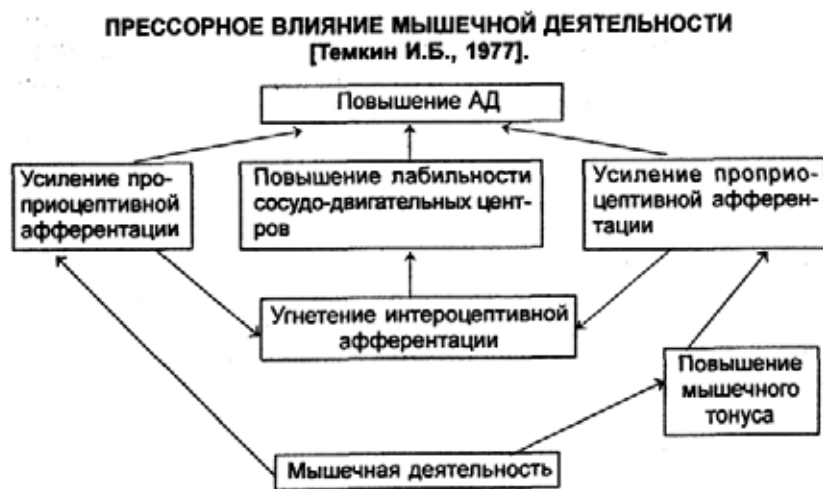 ПРЕССОРНОЕ ВЛИЯНИЕ МЫШЕЧНОЙ ДЕЯТЕЛЬНОСТИ
[Темкин И.Б., 1977].
Повышение АД
Усиление про-
приоцептивной
афферентации
Повышение лабильности
сосудо-двигательных цент-
ров
Усиление проприо-
цептивной афферен-
тации
Угнетение интероцептивной
афферентации
Повышение
мышечного
тонуса
Мышечная деятельность